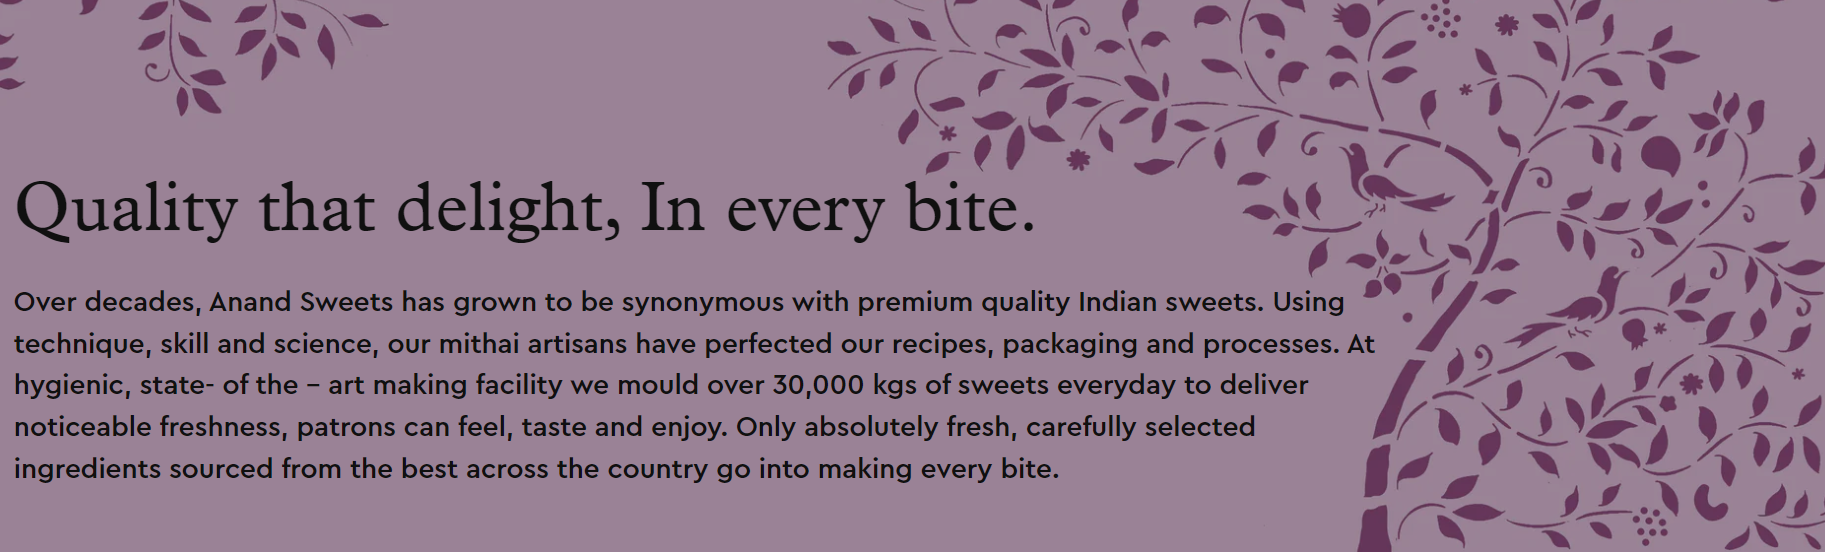 Quality that delight, In every bite.
Over decades, Anand Sweets has grown to be synonymous with premium quality Indian sweets. Using
technique, skill and science, our mithai artisans have perfected our recipes, packaging and processes. At
hygienic, state- of the – art making facility we mould over 30,000 kgs of sweets everyday to deliver
noticeable freshness, patrons can feel, taste and enjoy. Only absolutely fresh, carefully selected
ingredients sourced from the best across the country go into making every bite.